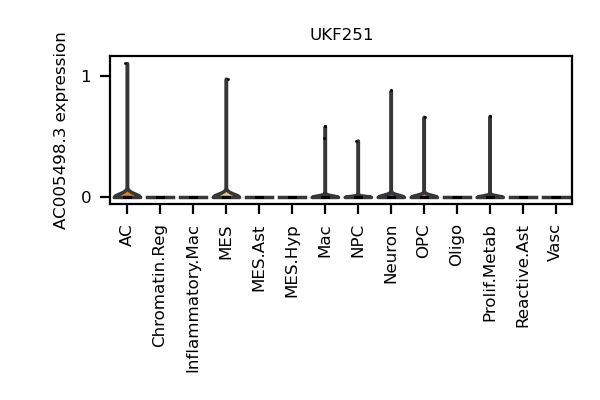 UKF251
AC005498.3 expression
1
0
AC
Chromatin.Reg
Inflammatory.Mac
MES
MES.Ast
MES.Hyp
Mac
NPC
Neuron
OPC
Oligo
Prolif.Metab
Reactive.Ast
Vasc